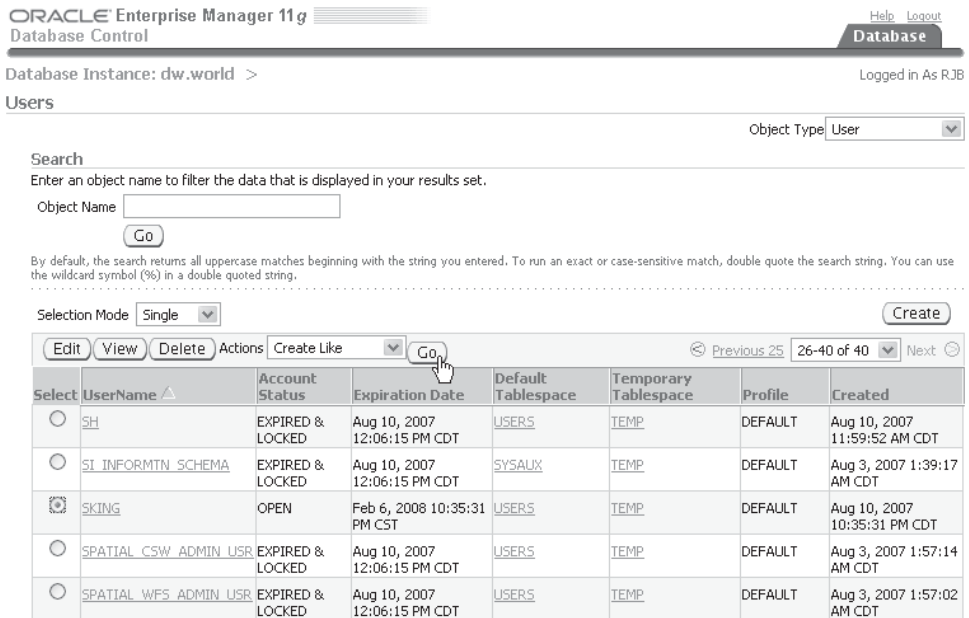 ORACLE Enterprise Manager 11g
Database Control
Help Logout
Database
Database Instance: dw.world >
Logged in As RJB
Users
Object Type User
Search
Enter an object name to filter the data that is displayed in your results set.
Object Name
Go
By default, the search returns all uppercase matches beginning with the string you entered. To run an exact or case-sensitive match, double quote the search string. You can use
the wildcard symbol (%) in a double quoted string.
Selection Mode Single
Create
Edit View Delete Actions Create Like Go Previous 25 26-40 of 40 Next
Select UserName Account Status Expiration Date Default Tablespace Temporary Tablespace Profile Created
SH EXPIRED & LOCKED Aug 10, 2007 12:06:15 PM CDT USERS TEMP DEFAULT Aug 10, 2007 11:59:52 AM CDT
SI_INFORMTN_SCHEMA EXPIRED & LOCKED Aug 10, 2007 12:06:15 PM CDT SYSAUX TEMP DEFAULT Aug 3, 2007 1:39:17 AM CDT
SKING OPEN Feb 6, 2008 10:35:31 PM CST USERS TEMP DEFAULT Aug 10, 2007 10:35:31 PM CDT
SPATIAL_CSW_ADMIN_USR EXPIRED & LOCKED Aug 10, 2007 12:06:15 PM CDT USERS TEMP DEFAULT Aug 3, 2007 1:57:14 AM CDT
SPATIAL_WFS_ADMIN_USR EXPIRED & LOCKED Aug 10, 2007 12:06:15 PM CDT USERS TEMP DEFAULT Aug 3, 2007 1:57:02 AM CDT